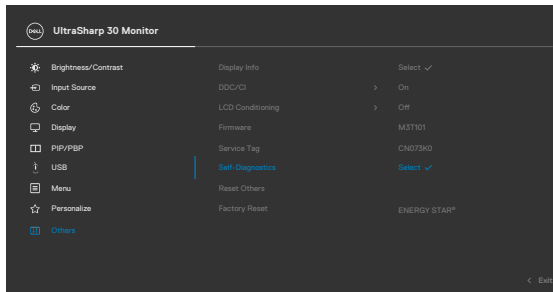 DELL UltraSharp 30 Monitor
Brightness/Contrast Display Info Select ✓
Input Source DDC/CI > On
Color LCD Conditioning > Off
Display Firmware M3T101
PIP/PBP Service Tag CN073K0
USB Self-Diagnostics Select ✓
Menu Reset Others
Personalize Factory Reset ENERGY STAR®
Others
< Exit